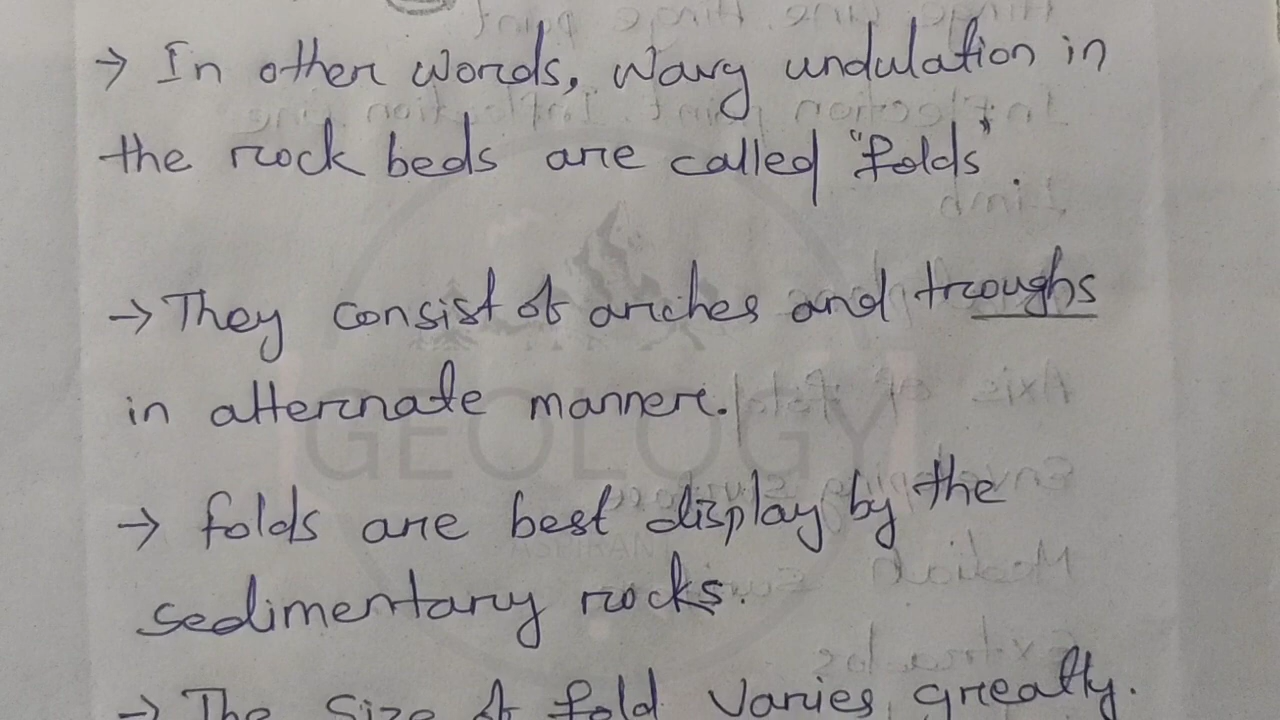 → In other words, Wavy undulation in
the rock beds are called "folds".
→ They consist of arches and troughs
in alternate manner.
→ folds are best display by the
sedimentary rocks.
→ The size of fold varies greatly.
GEOLOGY